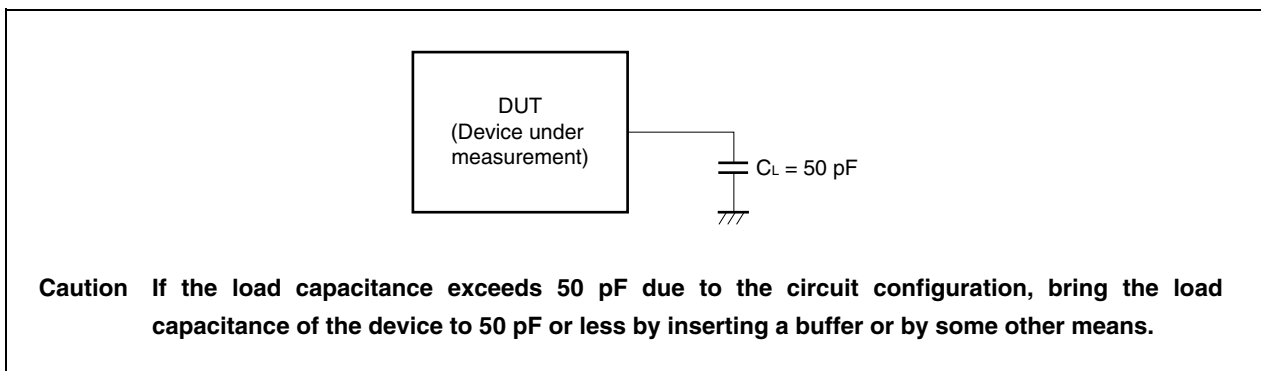 DUT
(Device under
measurement)
CL = 50 pF
Caution If the load capacitance exceeds 50 pF due to the circuit configuration, bring the load
capacitance of the device to 50 pF or less by inserting a buffer or by some other means.